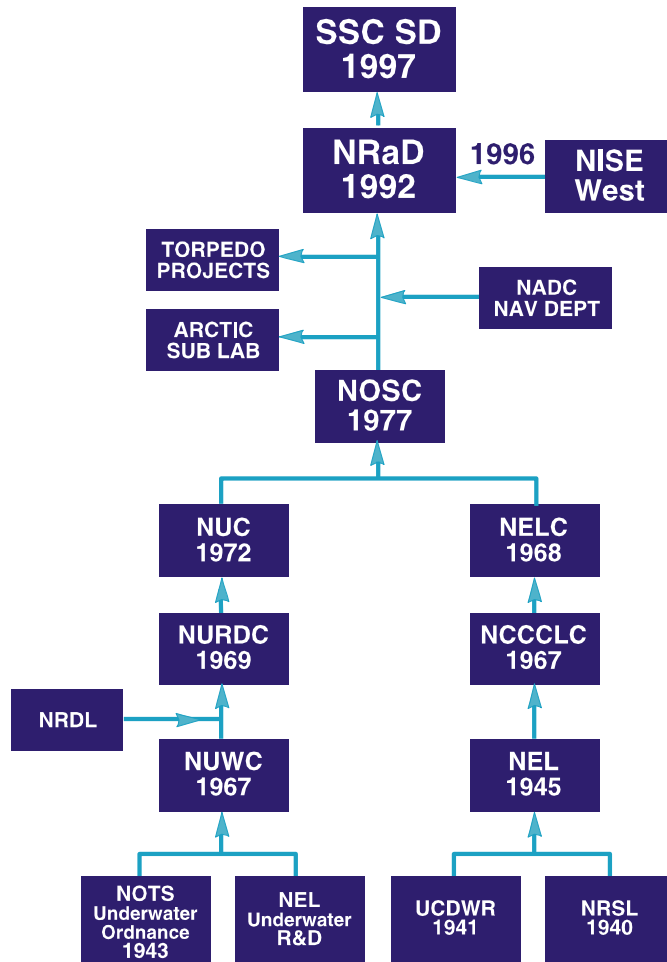 SSC SD
1997
NRaD
1992
1996
NISE
West
TORPEDO
PROJECTS
NADC
NAV DEPT
ARCTIC
SUB LAB
NOSC
1977
NUC
1972
NELC
1968
NURDC
1969
NCCCLC
1967
NRDL
NUWC
1967
NEL
1945
NOTS
Underwater
Ordnance
1943
NEL
Underwater
R&D
UCDWR
1941
NRSL
1940